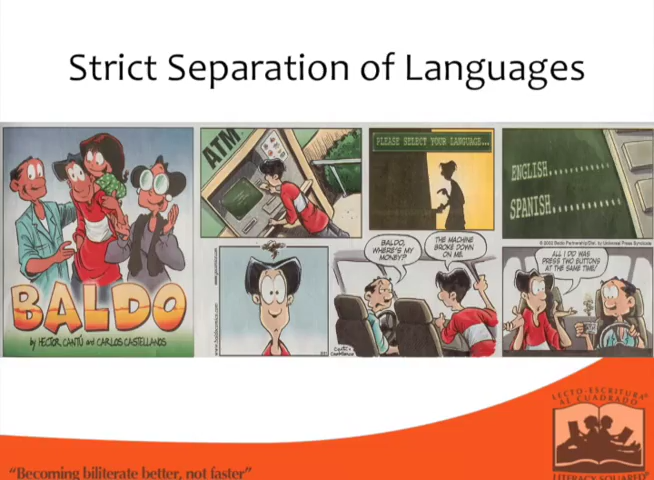 Strict Separation of Languages
ATM
PLEASE SELECT YOUR LANGUAGE...
ENGLISH............
SPANISH............
BALDO
by HECTOR CANTÚ and CARLOS CASTELLANOS
BALDO,
WHERE'S MY
MONEY?
THE MACHINE
BROKE DOWN
ON ME.
ALL I DID WAS
PRESS TWO BUTTONS
AT THE SAME TIME!
LECTO-ESCRITURA
AL CUADRADO
LITERACY SQUARED®
"Becoming biliterate better, not faster"